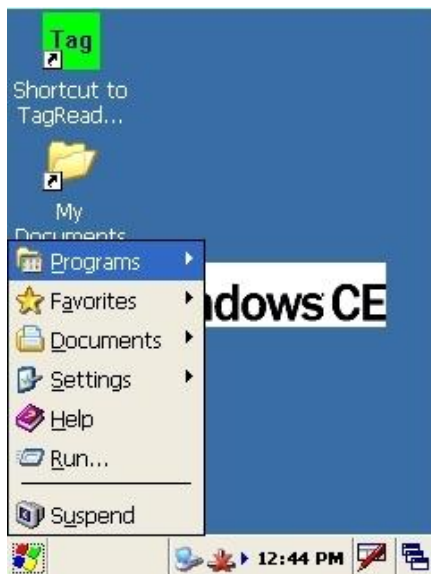 Tag
Shortcut to
TagRead...
My
Documents
Programs
Favorites
ndows CE
Documents
Settings
Help
Run...
Suspend
12:44 PM